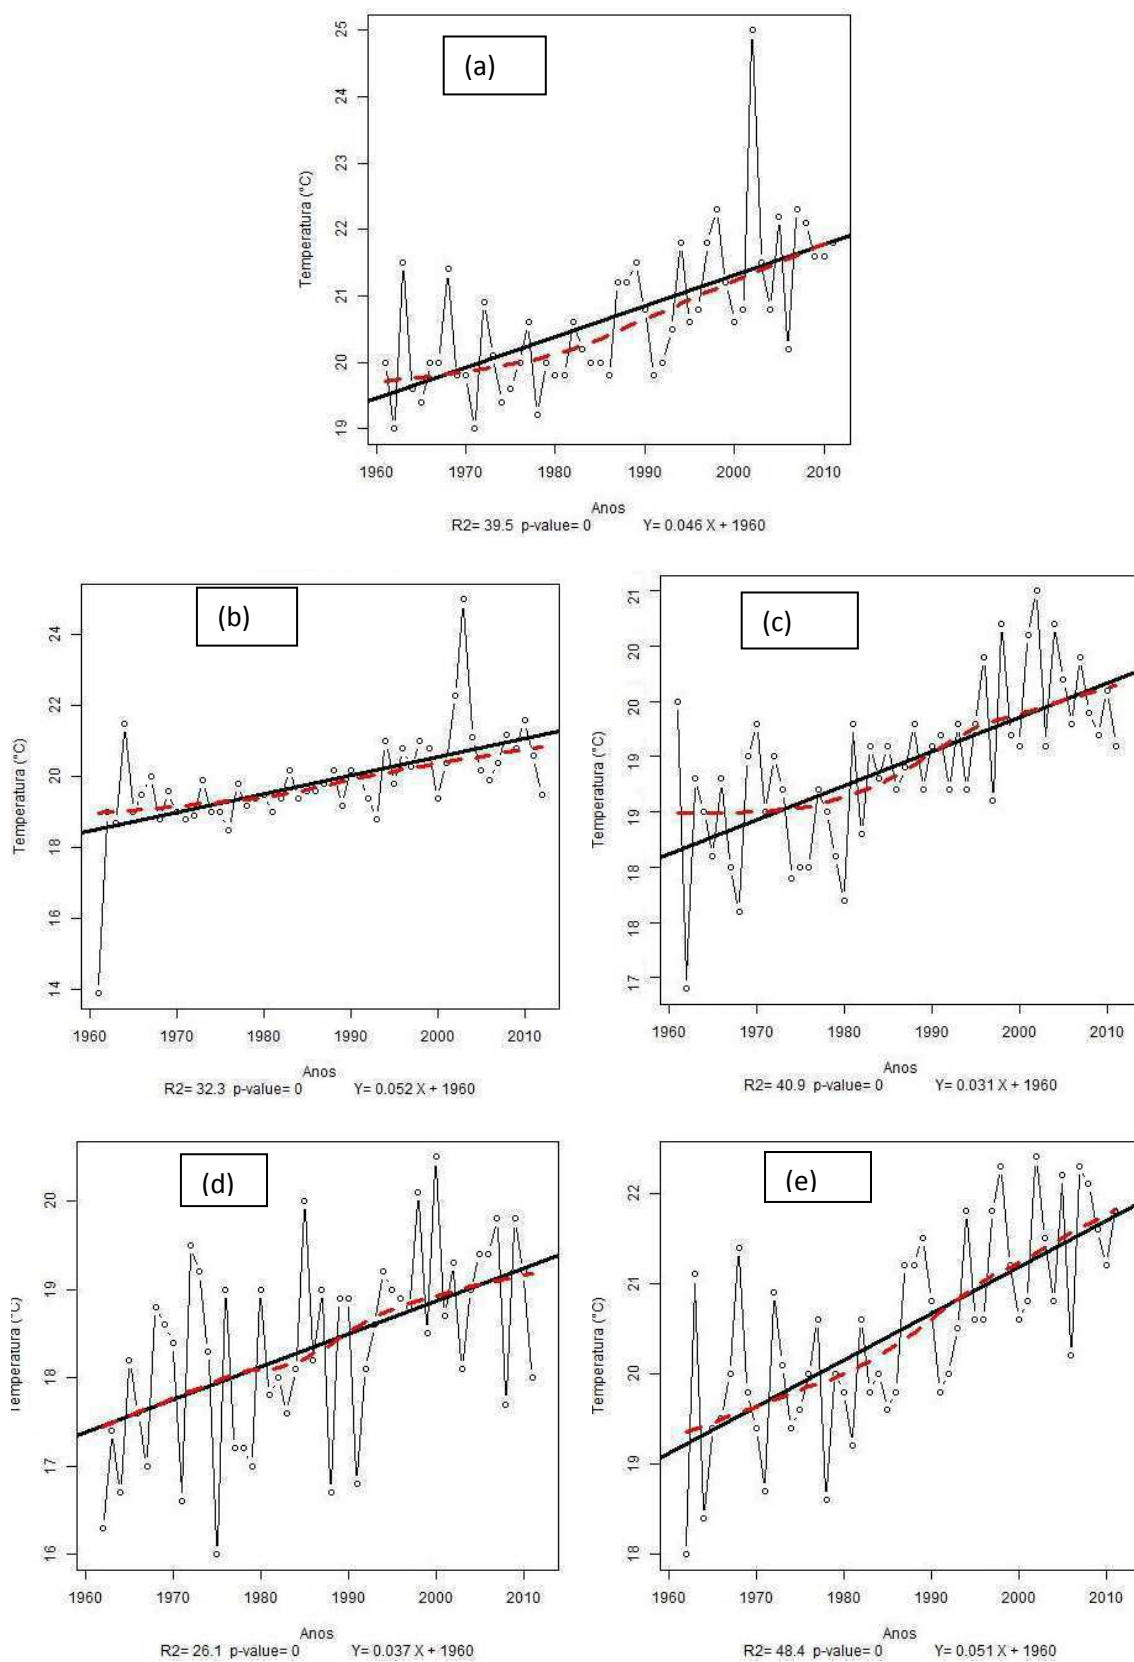 (a)
Temperatura (°C)
25
24
23
22
21
20
19
1960 1970 1980 1990 2000 2010
Anos
R2= 39.5 p-value= 0 Y= 0.046 X + 1960
(b)
Temperatura (°C)
24
22
20
18
16
14
1960 1970 1980 1990 2000 2010
Anos
R2= 32.3 p-value= 0 Y= 0.052 X + 1960
(c)
Temperatura (°C)
21
20
20
19
19
18
18
17
1960 1970 1980 1990 2000 2010
Anos
R2= 40.9 p-value= 0 Y= 0.031 X + 1960
(d)
Temperatura (°C)
20
19
18
17
16
1960 1970 1980 1990 2000 2010
Anos
R2= 26.1 p-value= 0 Y= 0.037 X + 1960
(e)
Temperatura (°C)
22
21
20
19
18
1960 1970 1980 1990 2000 2010
Anos
R2= 48.4 p-value= 0 Y= 0.051 X + 1960